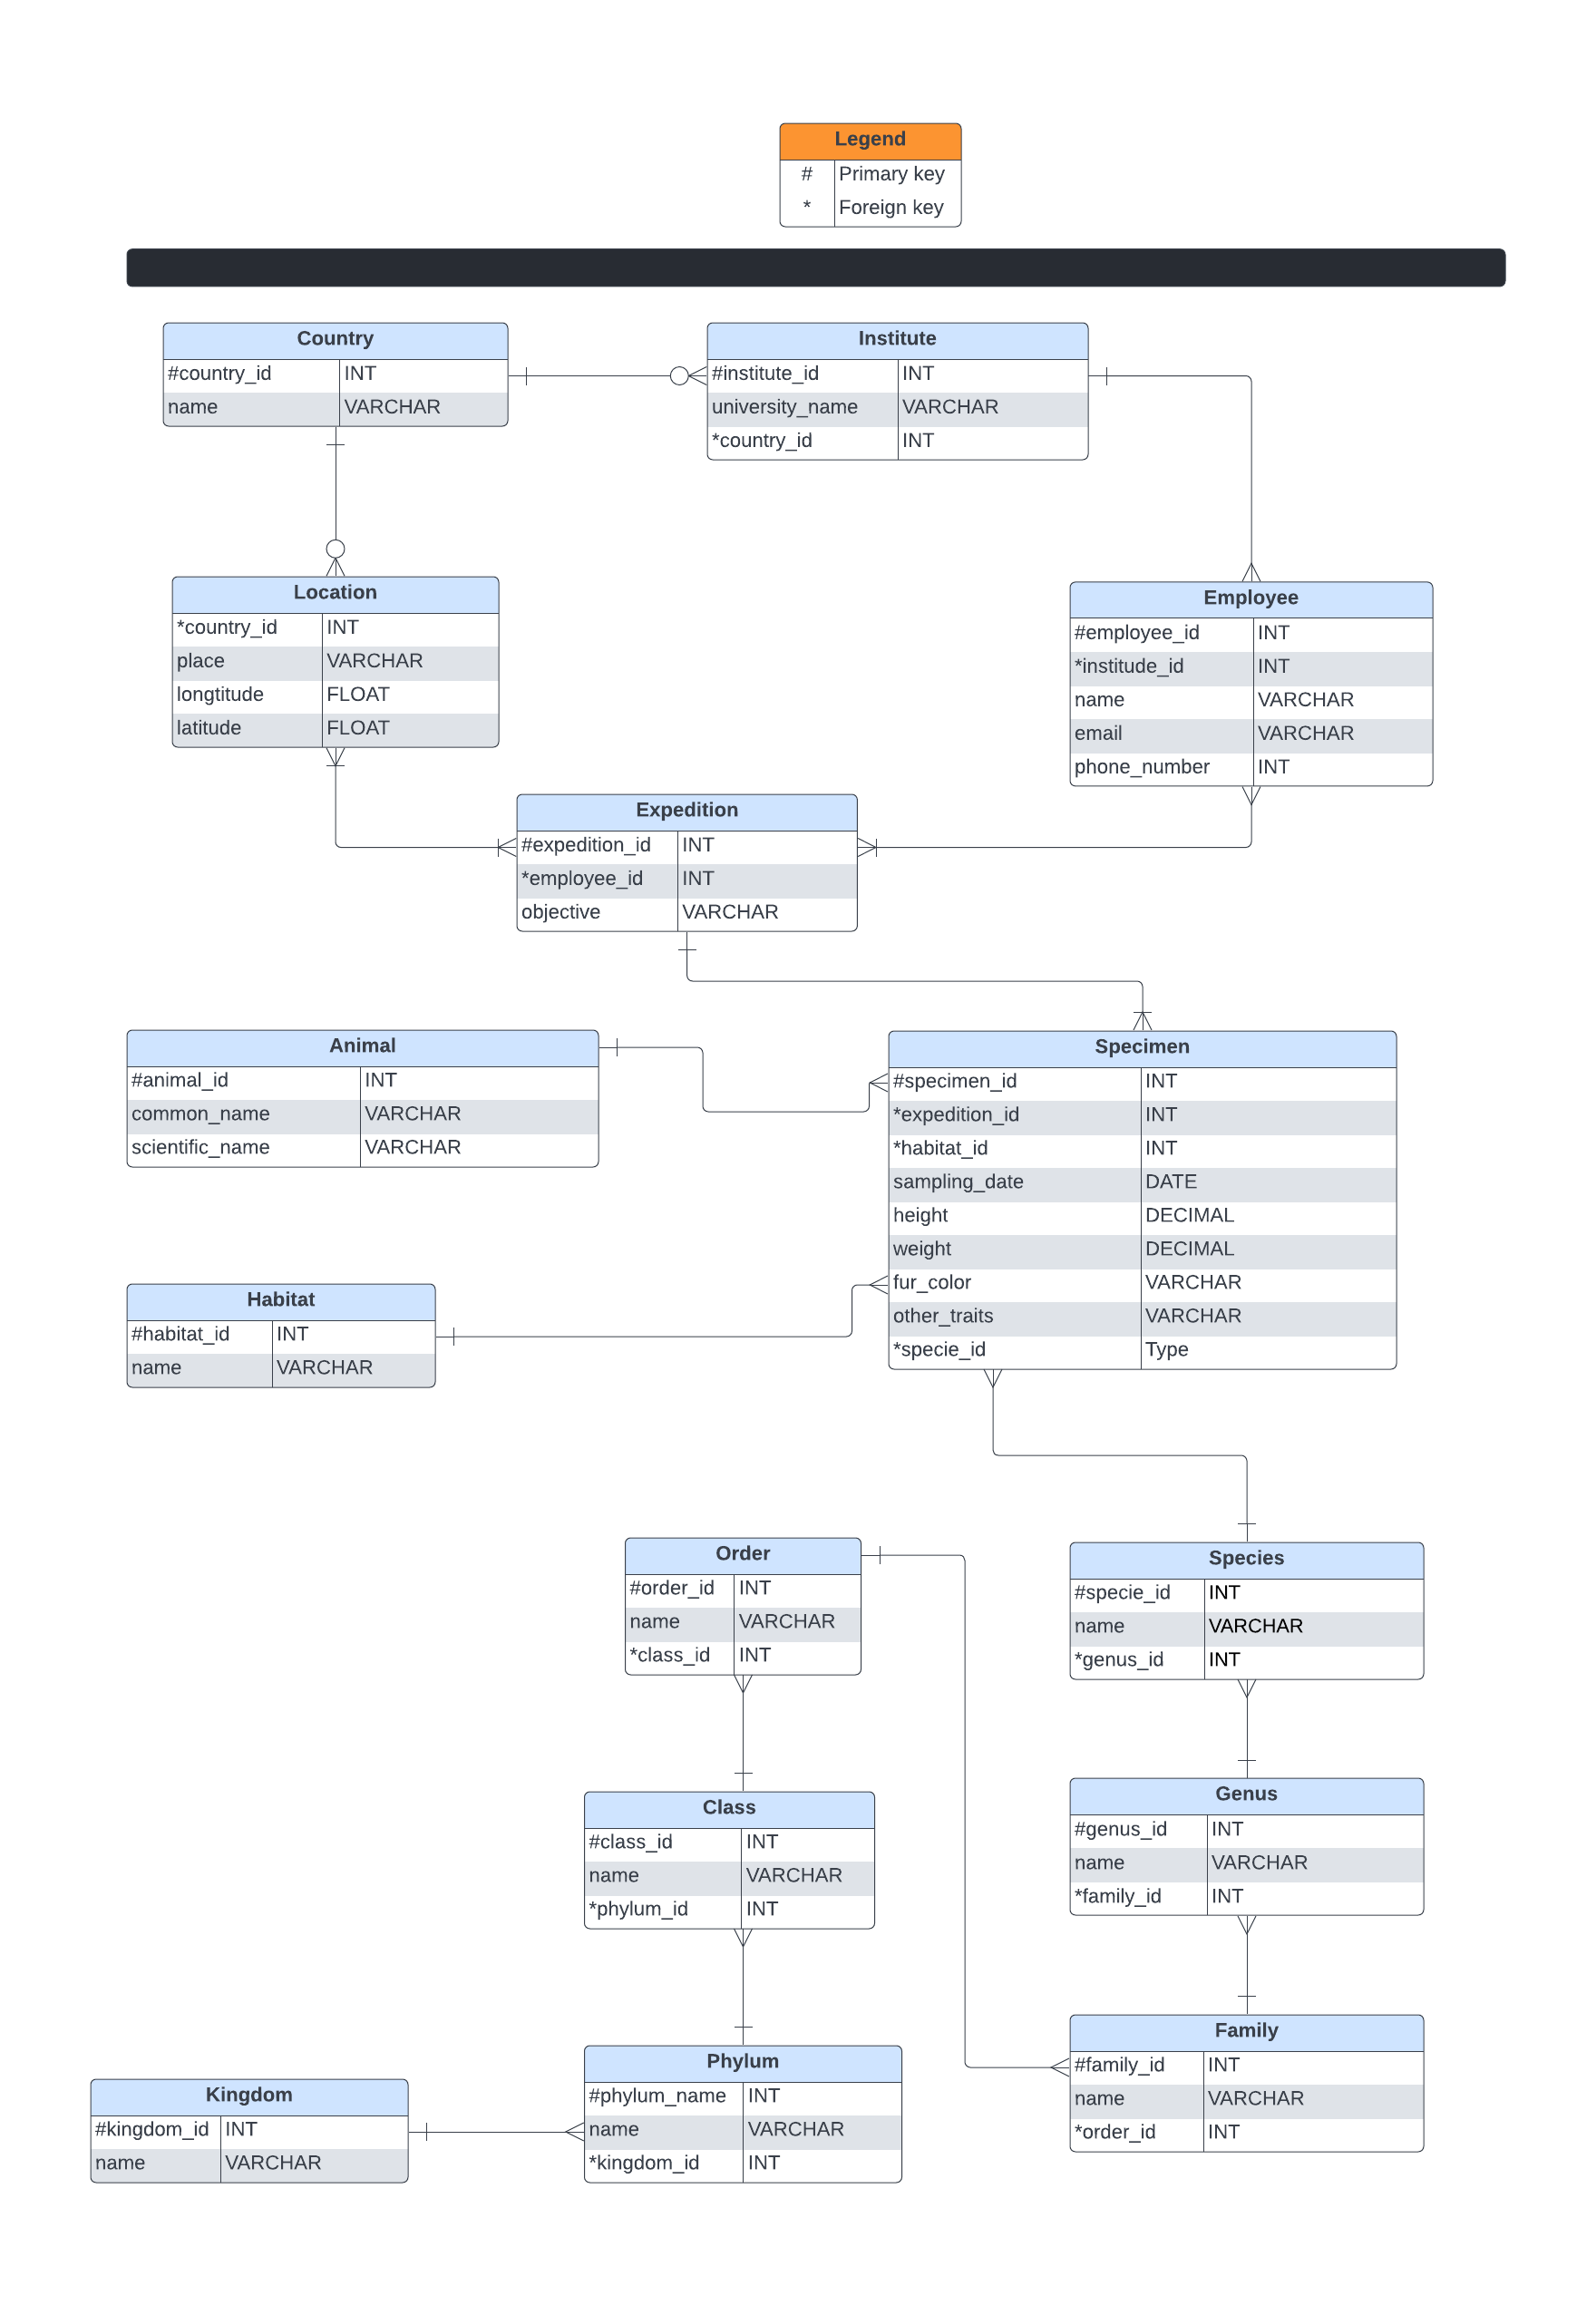 Legend
# Primary key
* Foreign key
Country
#country_id INT
name VARCHAR
Institute
#institute_id INT
university_name VARCHAR
*country_id INT
Location
*country_id INT
place VARCHAR
longtitude FLOAT
latitude FLOAT
Employee
#employee_id INT
*institude_id INT
name VARCHAR
email VARCHAR
phone_number INT
Expedition
#expedition_id INT
*employee_id INT
objective VARCHAR
Animal
#animal_id INT
common_name VARCHAR
scientific_name VARCHAR
Specimen
#specimen_id INT
*expedition_id INT
*habitat_id INT
sampling_date DATE
height DECIMAL
weight DECIMAL
fur_color VARCHAR
other_traits VARCHAR
*specie_id Type
Habitat
#habitat_id INT
name VARCHAR
Order
#order_id INT
name VARCHAR
*class_id INT
Species
#specie_id INT
name VARCHAR
*genus_id INT
Class
#class_id INT
name VARCHAR
*phylum_id INT
Genus
#genus_id INT
name VARCHAR
*family_id INT
Family
#family_id INT
name VARCHAR
*order_id INT
Phylum
#phylum_name INT
name VARCHAR
*kingdom_id INT
Kingdom
#kingdom_id INT
name VARCHAR